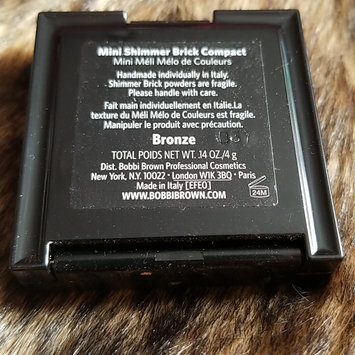 Mini Shimmer Brick Compact
Mini Méli Mélo de Couleurs
Handmade individually in Italy.
Shimmer Brick powders are fragile.
Please handle with care.
Fait main individuellement en Italie.La
texture du Méli Mélo de Couleurs est fragile.
Manipuler le produit avec précaution.
Bronze
TOTAL POIDS NET WT. .14 OZ./4 g
Dist. Bobbi Brown Professional Cosmetics
New York, N.Y. 10022 · London W1K 3BQ · Paris
Made in Italy [EFE0]
WWW.BOBBIBROWN.COM
24M